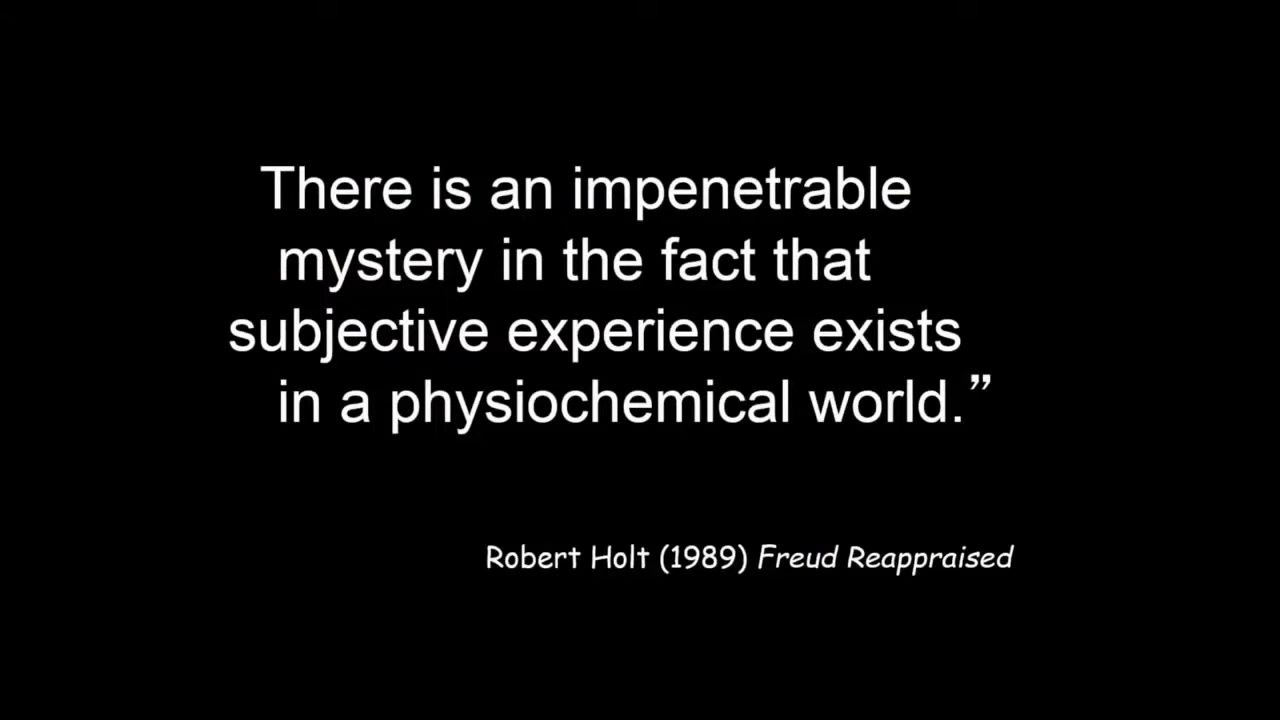 There is an impenetrable
mystery in the fact that
subjective experience exists
in a physiochemical world.”
Robert Holt (1989) Freud Reappraised